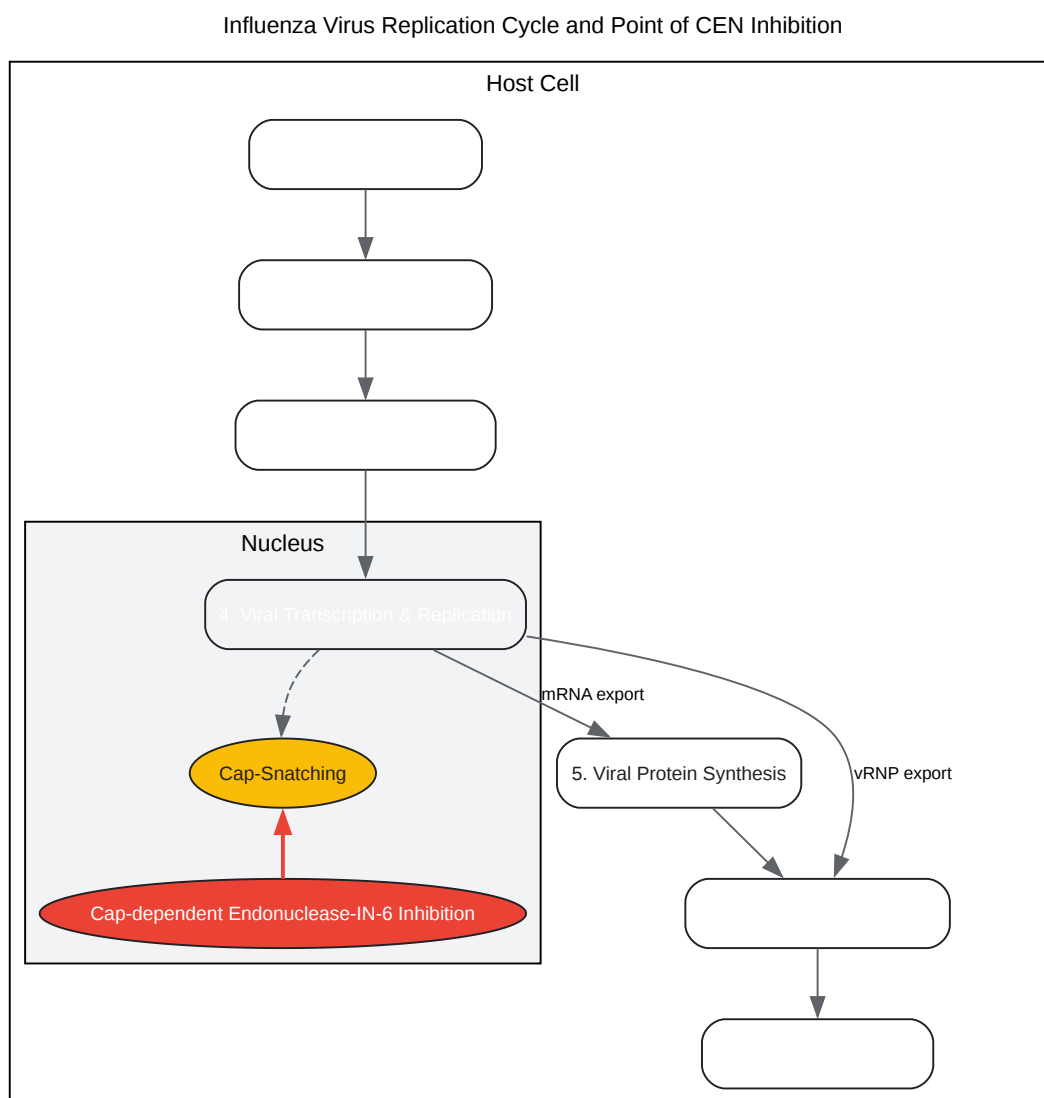 Influenza Virus Replication Cycle and Point of CEN Inhibition
Host Cell
Nucleus
4. Viral Transcription & Replication
mRNA export
Cap-Snatching
5. Viral Protein Synthesis
vRNP export
Cap-dependent Endonuclease-IN-6 Inhibition